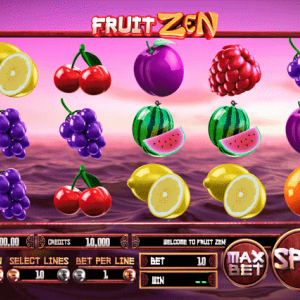 FRUIT ZEN
00.00 CREDITS 10,000
WELCOME TO FRUIT ZEN
SELECT LINES BET PER LINE
10 1
BET 10
WIN
MAX BET
SP